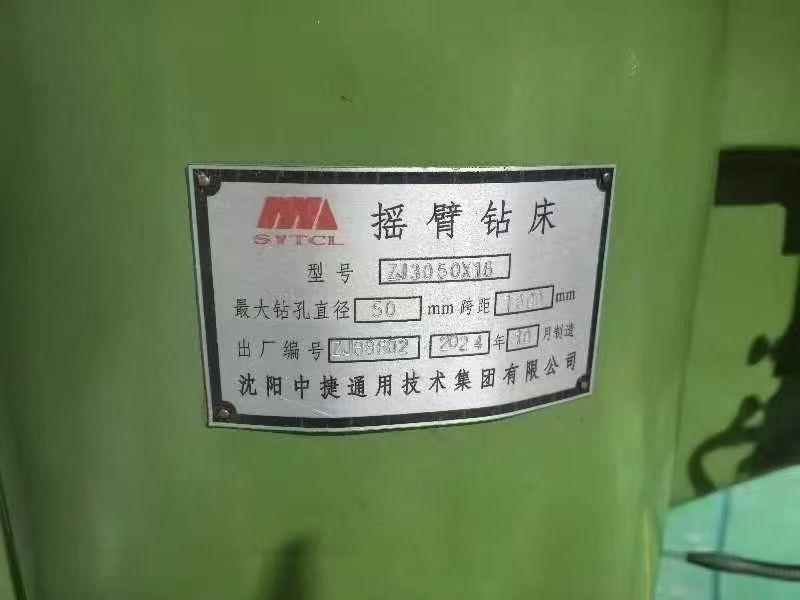 SYTCL
摇臂钻床
型号 ZJ3050X16
最大钻孔直径 50 mm 跨距 mm
出厂编号 2024 年 10 月制造
沈阳中捷通用技术集团有限公司